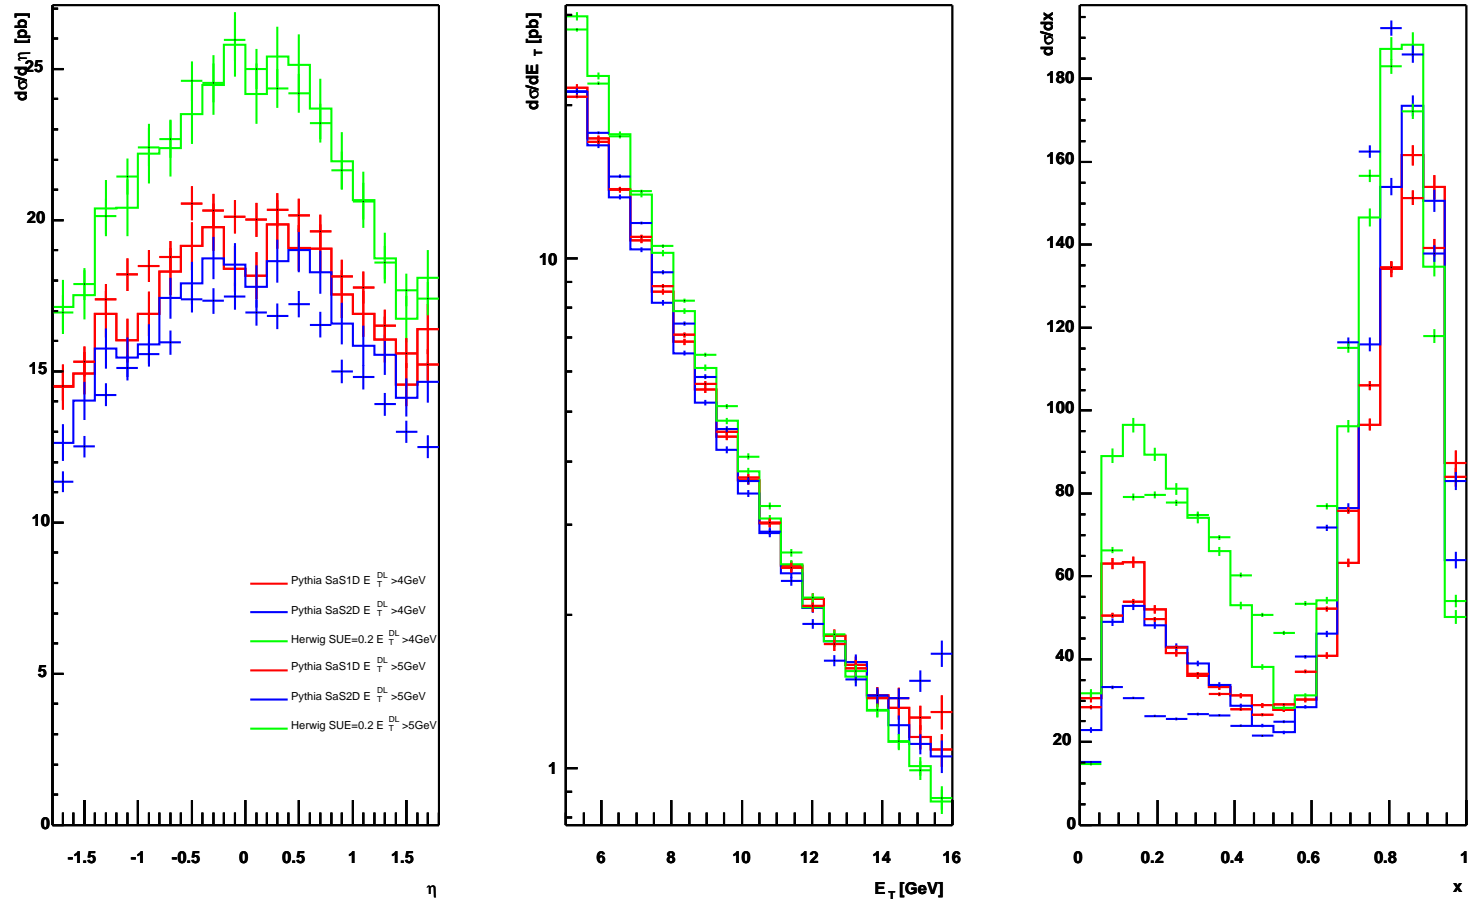 dσ/d η [pb]
25
20
15
10
5
0
-1.5 -1 -0.5 0 0.5 1 1.5
η
Pythia SaS1D E T DL >4GeV
Pythia SaS2D E T DL >4GeV
Herwig SUE=0.2 E T DL >4GeV
Pythia SaS1D E T DL >5GeV
Pythia SaS2D E T DL >5GeV
Herwig SUE=0.2 E T DL >5GeV
dσ/dE T [pb]
10
1
6 8 10 12 14 16
E T [GeV]
dσ/dx
180
160
140
120
100
80
60
40
20
0
0 0.2 0.4 0.6 0.8 1
x